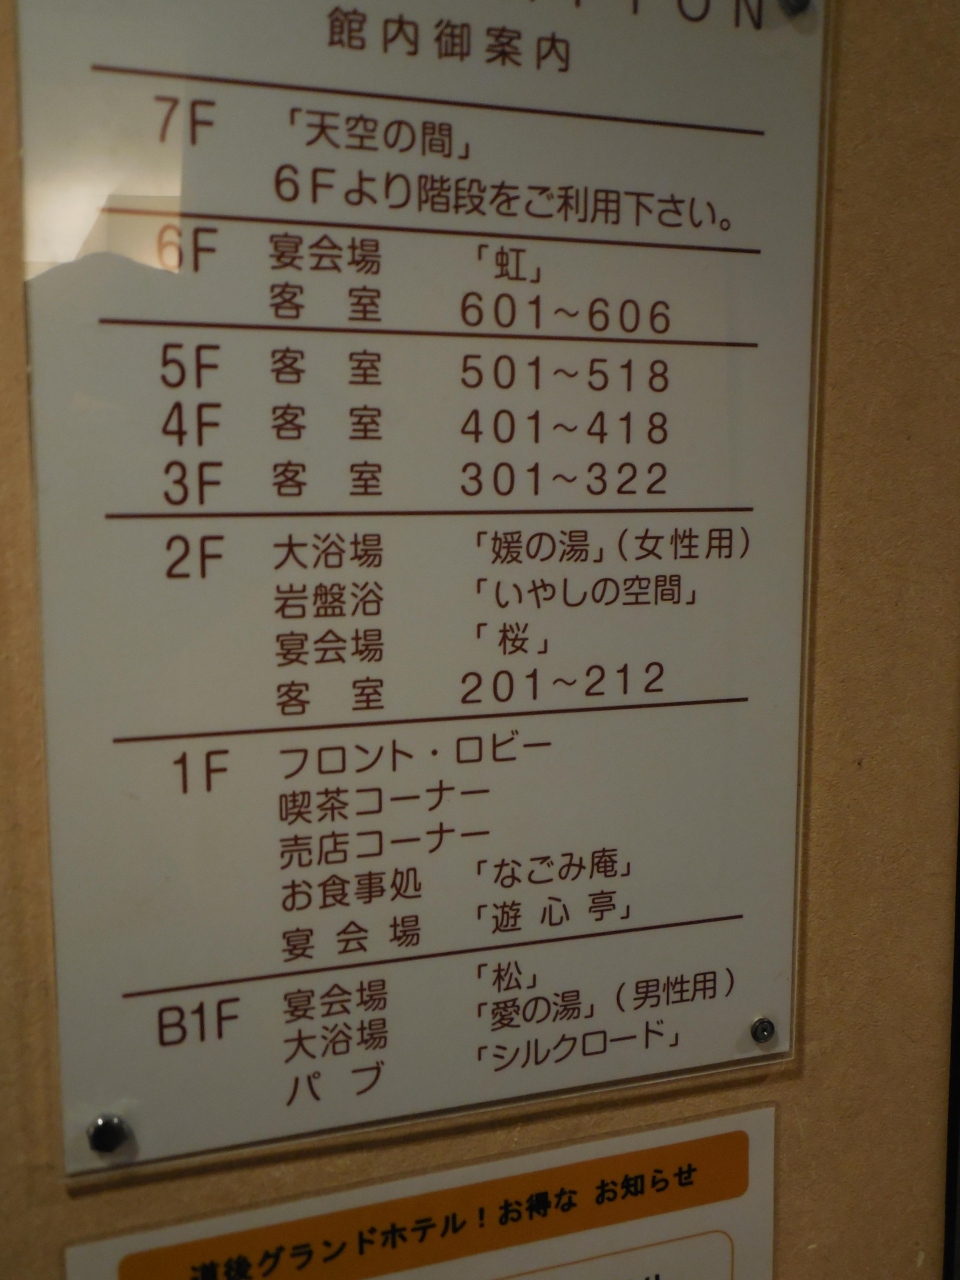 館内御案内
7F 「天空の間」
6Fより階段をご利用下さい。
6F 宴会場 「虹」
客 室 601～606
5F 客 室 501～518
4F 客 室 401～418
3F 客 室 301～322
2F 大浴場 「媛の湯」(女性用)
岩盤浴 「いやしの空間」
宴会場 「桜」
客 室 201～212
1F フロント・ロビー
喫茶コーナー
売店コーナー
お食事処 「なごみ庵」
宴 会 場 「遊 心 亭」
B1F 宴会場 「松」
大浴場 「愛の湯」(男性用)
パ ブ 「シルクロード」
道後グランドホテル！お得な お知らせ